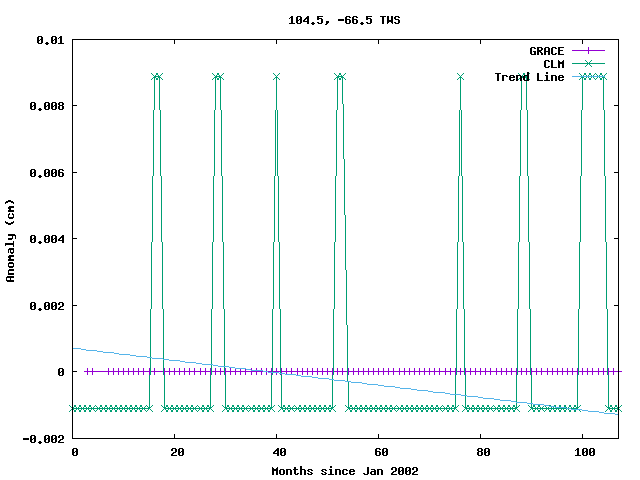 104.5, -66.5 TWS
0.01
0.008
0.006
0.004
0.002
0
-0.002
Anomaly (cm)
GRACE
CLM
Trend Line
0 20 40 60 80 100
Months since Jan 2002